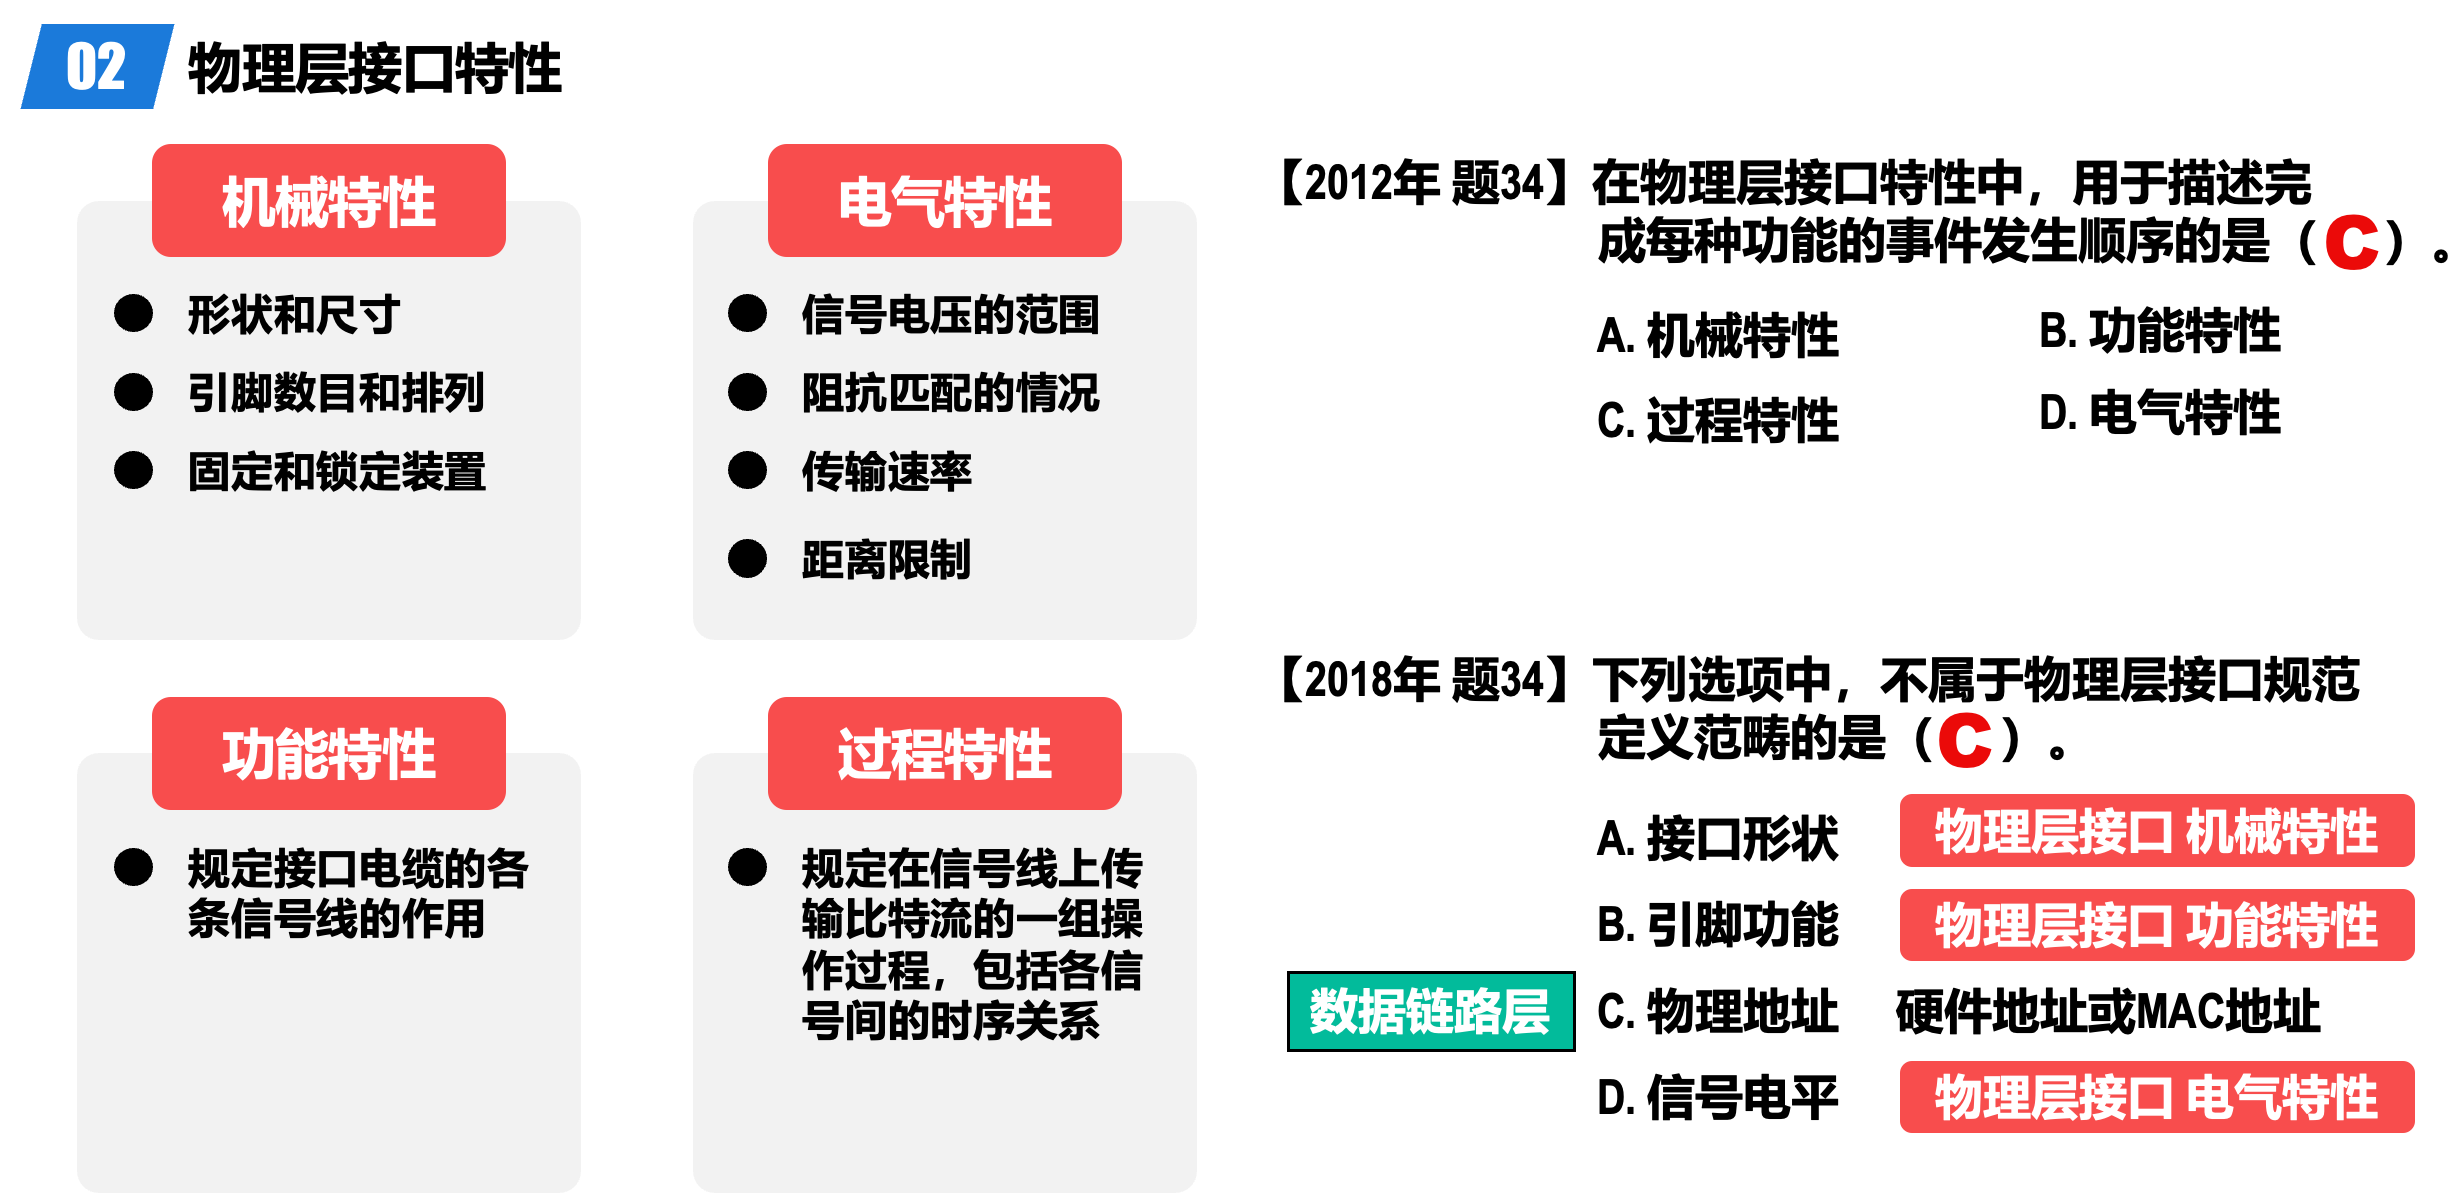 02 物理层接口特性
机械特性
形状和尺寸
引脚数目和排列
固定和锁定装置
电气特性
信号电压的范围
阻抗匹配的情况
传输速率
距离限制
功能特性
规定接口电缆的各
条信号线的作用
过程特性
规定在信号线上传
输比特流的一组操
作过程，包括各信
号间的时序关系
【2012年 题34】在物理层接口特性中，用于描述完
成每种功能的事件发生顺序的是（C）。
A. 机械特性
B. 功能特性
C. 过程特性
D. 电气特性
【2018年 题34】下列选项中，不属于物理层接口规范
定义范畴的是（C）。
A. 接口形状 物理层接口 机械特性
B. 引脚功能 物理层接口 功能特性
数据链路层 C. 物理地址 硬件地址或MAC地址
D. 信号电平 物理层接口 电气特性